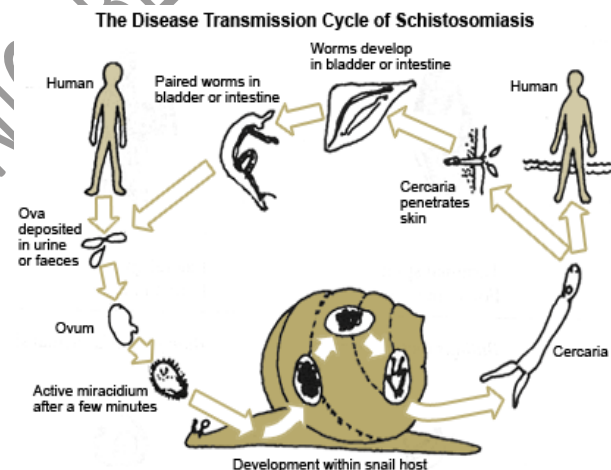 The Disease Transmission Cycle of Schistosomiasis
Human
Paired worms in
bladder or intestine
Worms develop
in bladder or intestine
Human
Cercaria
penetrates
skin
Ova
deposited
in urine
or faeces
Ovum
Active miracidium
after a few minutes
Cercaria
Development within snail host